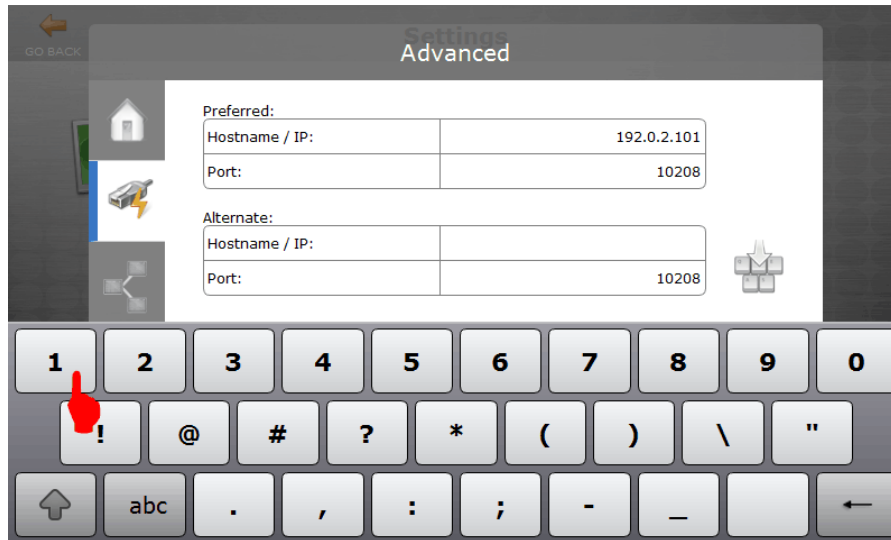 Settings
GO BACK
Advanced
Preferred:
Hostname / IP: 192.0.2.101
Port: 10208
Alternate:
Hostname / IP:
Port: 10208
1 2 3 4 5 6 7 8 9 0
! @ # ? * ( ) \ "
abc . , : ; - _